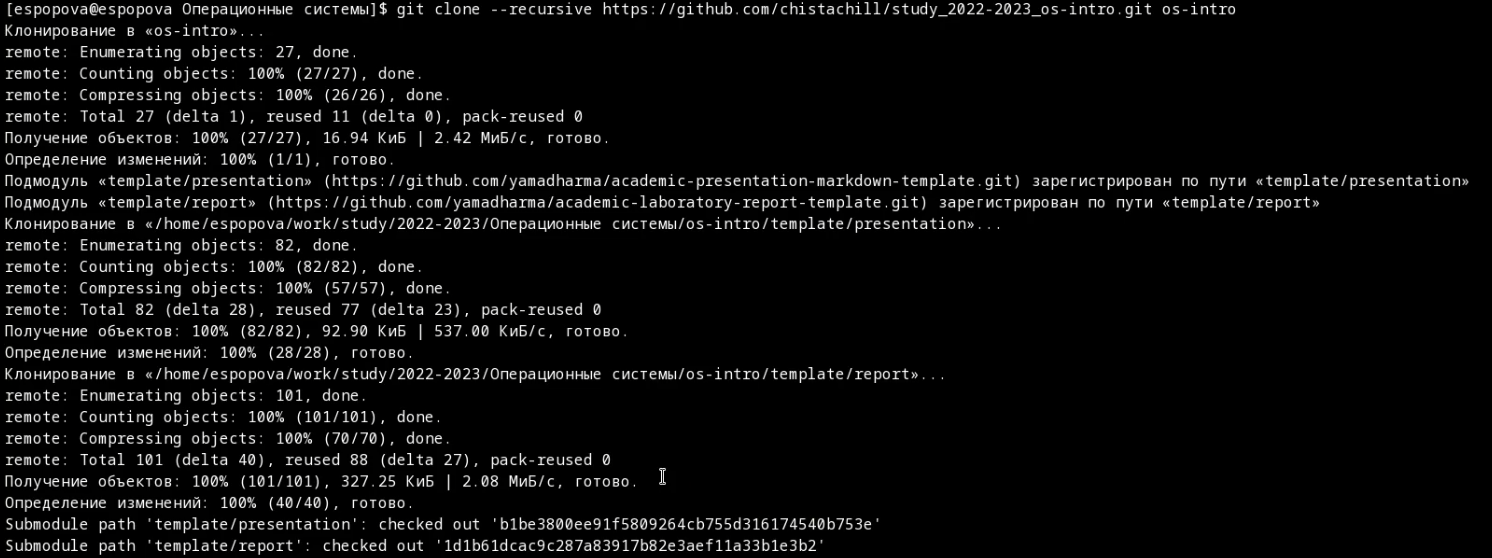 [espopova@espopova Операционные системы]$ git clone --recursive https://github.com/chistachill/study_2022-2023_os-intro.git os-intro
Клонирование в «os-intro»...
remote: Enumerating objects: 27, done.
remote: Counting objects: 100% (27/27), done.
remote: Compressing objects: 100% (26/26), done.
remote: Total 27 (delta 1), reused 11 (delta 0), pack-reused 0
Получение объектов: 100% (27/27), 16.94 КиБ | 2.42 МиБ/с, готово.
Определение изменений: 100% (1/1), готово.
Подмодуль «template/presentation» (https://github.com/yamadharma/academic-presentation-markdown-template.git) зарегистрирован по пути «template/presentation»
Подмодуль «template/report» (https://github.com/yamadharma/academic-laboratory-report-template.git) зарегистрирован по пути «template/report»
Клонирование в «/home/espopova/work/study/2022-2023/Операционные системы/os-intro/template/presentation»...
remote: Enumerating objects: 82, done.
remote: Counting objects: 100% (82/82), done.
remote: Compressing objects: 100% (57/57), done.
remote: Total 82 (delta 28), reused 77 (delta 23), pack-reused 0
Получение объектов: 100% (82/82), 92.90 КиБ | 537.00 КиБ/с, готово.
Определение изменений: 100% (28/28), готово.
Клонирование в «/home/espopova/work/study/2022-2023/Операционные системы/os-intro/template/report»...
remote: Enumerating objects: 101, done.
remote: Counting objects: 100% (101/101), done.
remote: Compressing objects: 100% (70/70), done.
remote: Total 101 (delta 40), reused 88 (delta 27), pack-reused 0
Получение объектов: 100% (101/101), 327.25 КиБ | 2.08 МиБ/с, готово.
Определение изменений: 100% (40/40), готово.
Submodule path 'template/presentation': checked out 'b1be3800ee91f5809264cb755d316174540b753e'
Submodule path 'template/report': checked out '1d1b61dcac9c287a83917b82e3aef11a33b1e3b2'